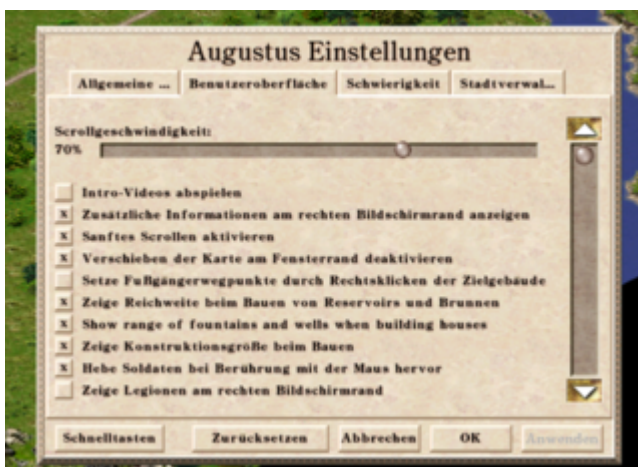 Augustus Einstellungen
Allgemeine ... Benutzeroberfläche Schwierigkeit Stadtverwal...
Scrollgeschwindigkeit:
70%
Intro-Videos abspielen
x Zusätzliche Informationen am rechten Bildschirmrand anzeigen
x Sanftes Scrollen aktivieren
x Verschieben der Karte am Fensterrand deaktivieren
Setze Fußgängerwegpunkte durch Rechtsklicken der Zielgebäude
x Zeige Reichweite beim Bauen von Reservoirs und Brunnen
x Show range of fountains and wells when building houses
x Zeige Konstruktionsgröße beim Bauen
x Hebe Soldaten bei Berührung mit der Maus hervor
Zeige Legionen am rechten Bildschirmrand
Schnelltasten Zurücksetzen Abbrechen OK Anwenden